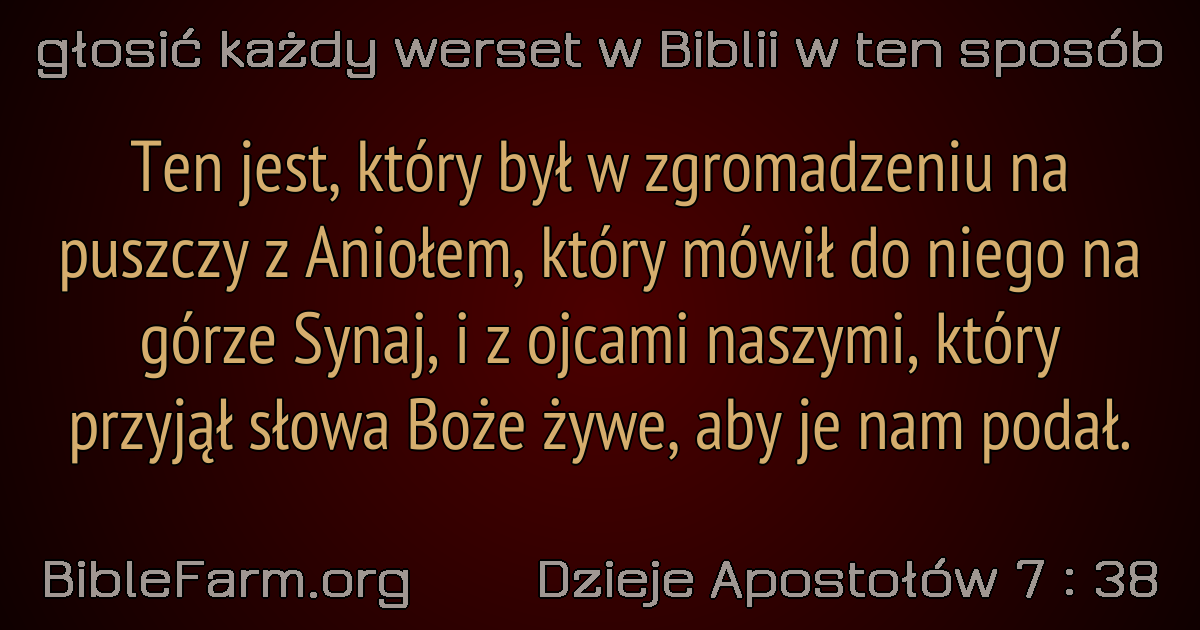 głosić każdy werset w Biblii w ten sposób
Ten jest, który był w zgromadzeniu na
puszczy z Aniołem, który mówił do niego na
górze Synaj, i z ojcami naszymi, który
przyjął słowa Boże żywe, aby je nam podał.
BibleFarm.org Dzieje Apostołów 7 : 38